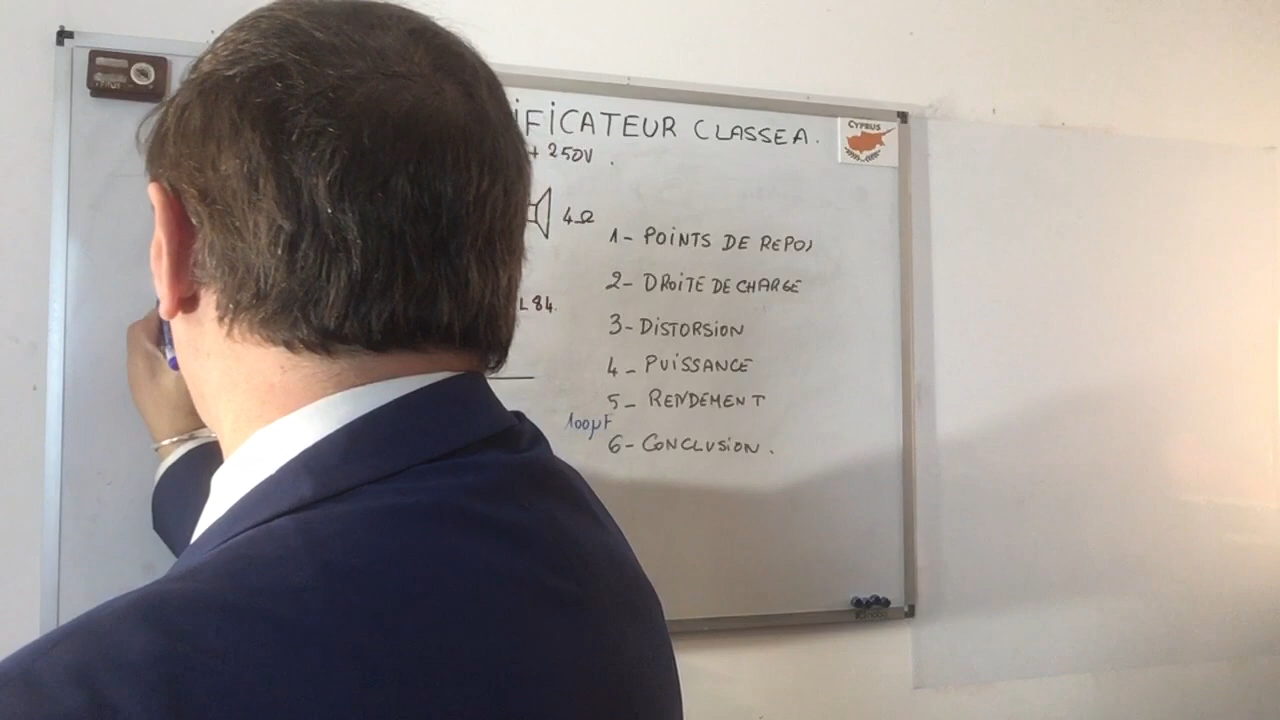 IFICATEUR CLASSE A.
CYPRUS
+ 250V.
4Ω
1- POINTS DE REPOS
2- DROITE DE CHARGE
L84.
3- DISTORSION
4- PUISSANCE
5- RENDEMENT
100µF
6- CONCLUSION.